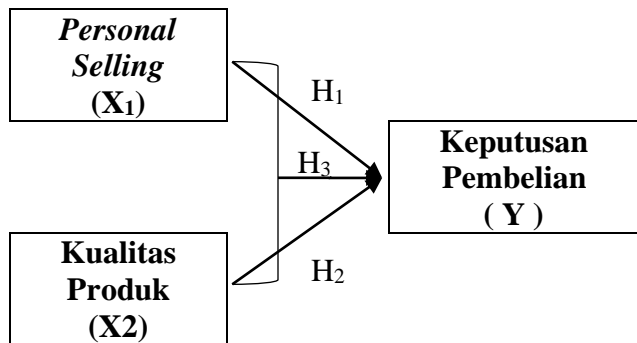 Personal
Selling
(X₁)
H₁
Keputusan
Pembelian
( Y )
H₃
Kualitas
Produk
(X2)
H₂